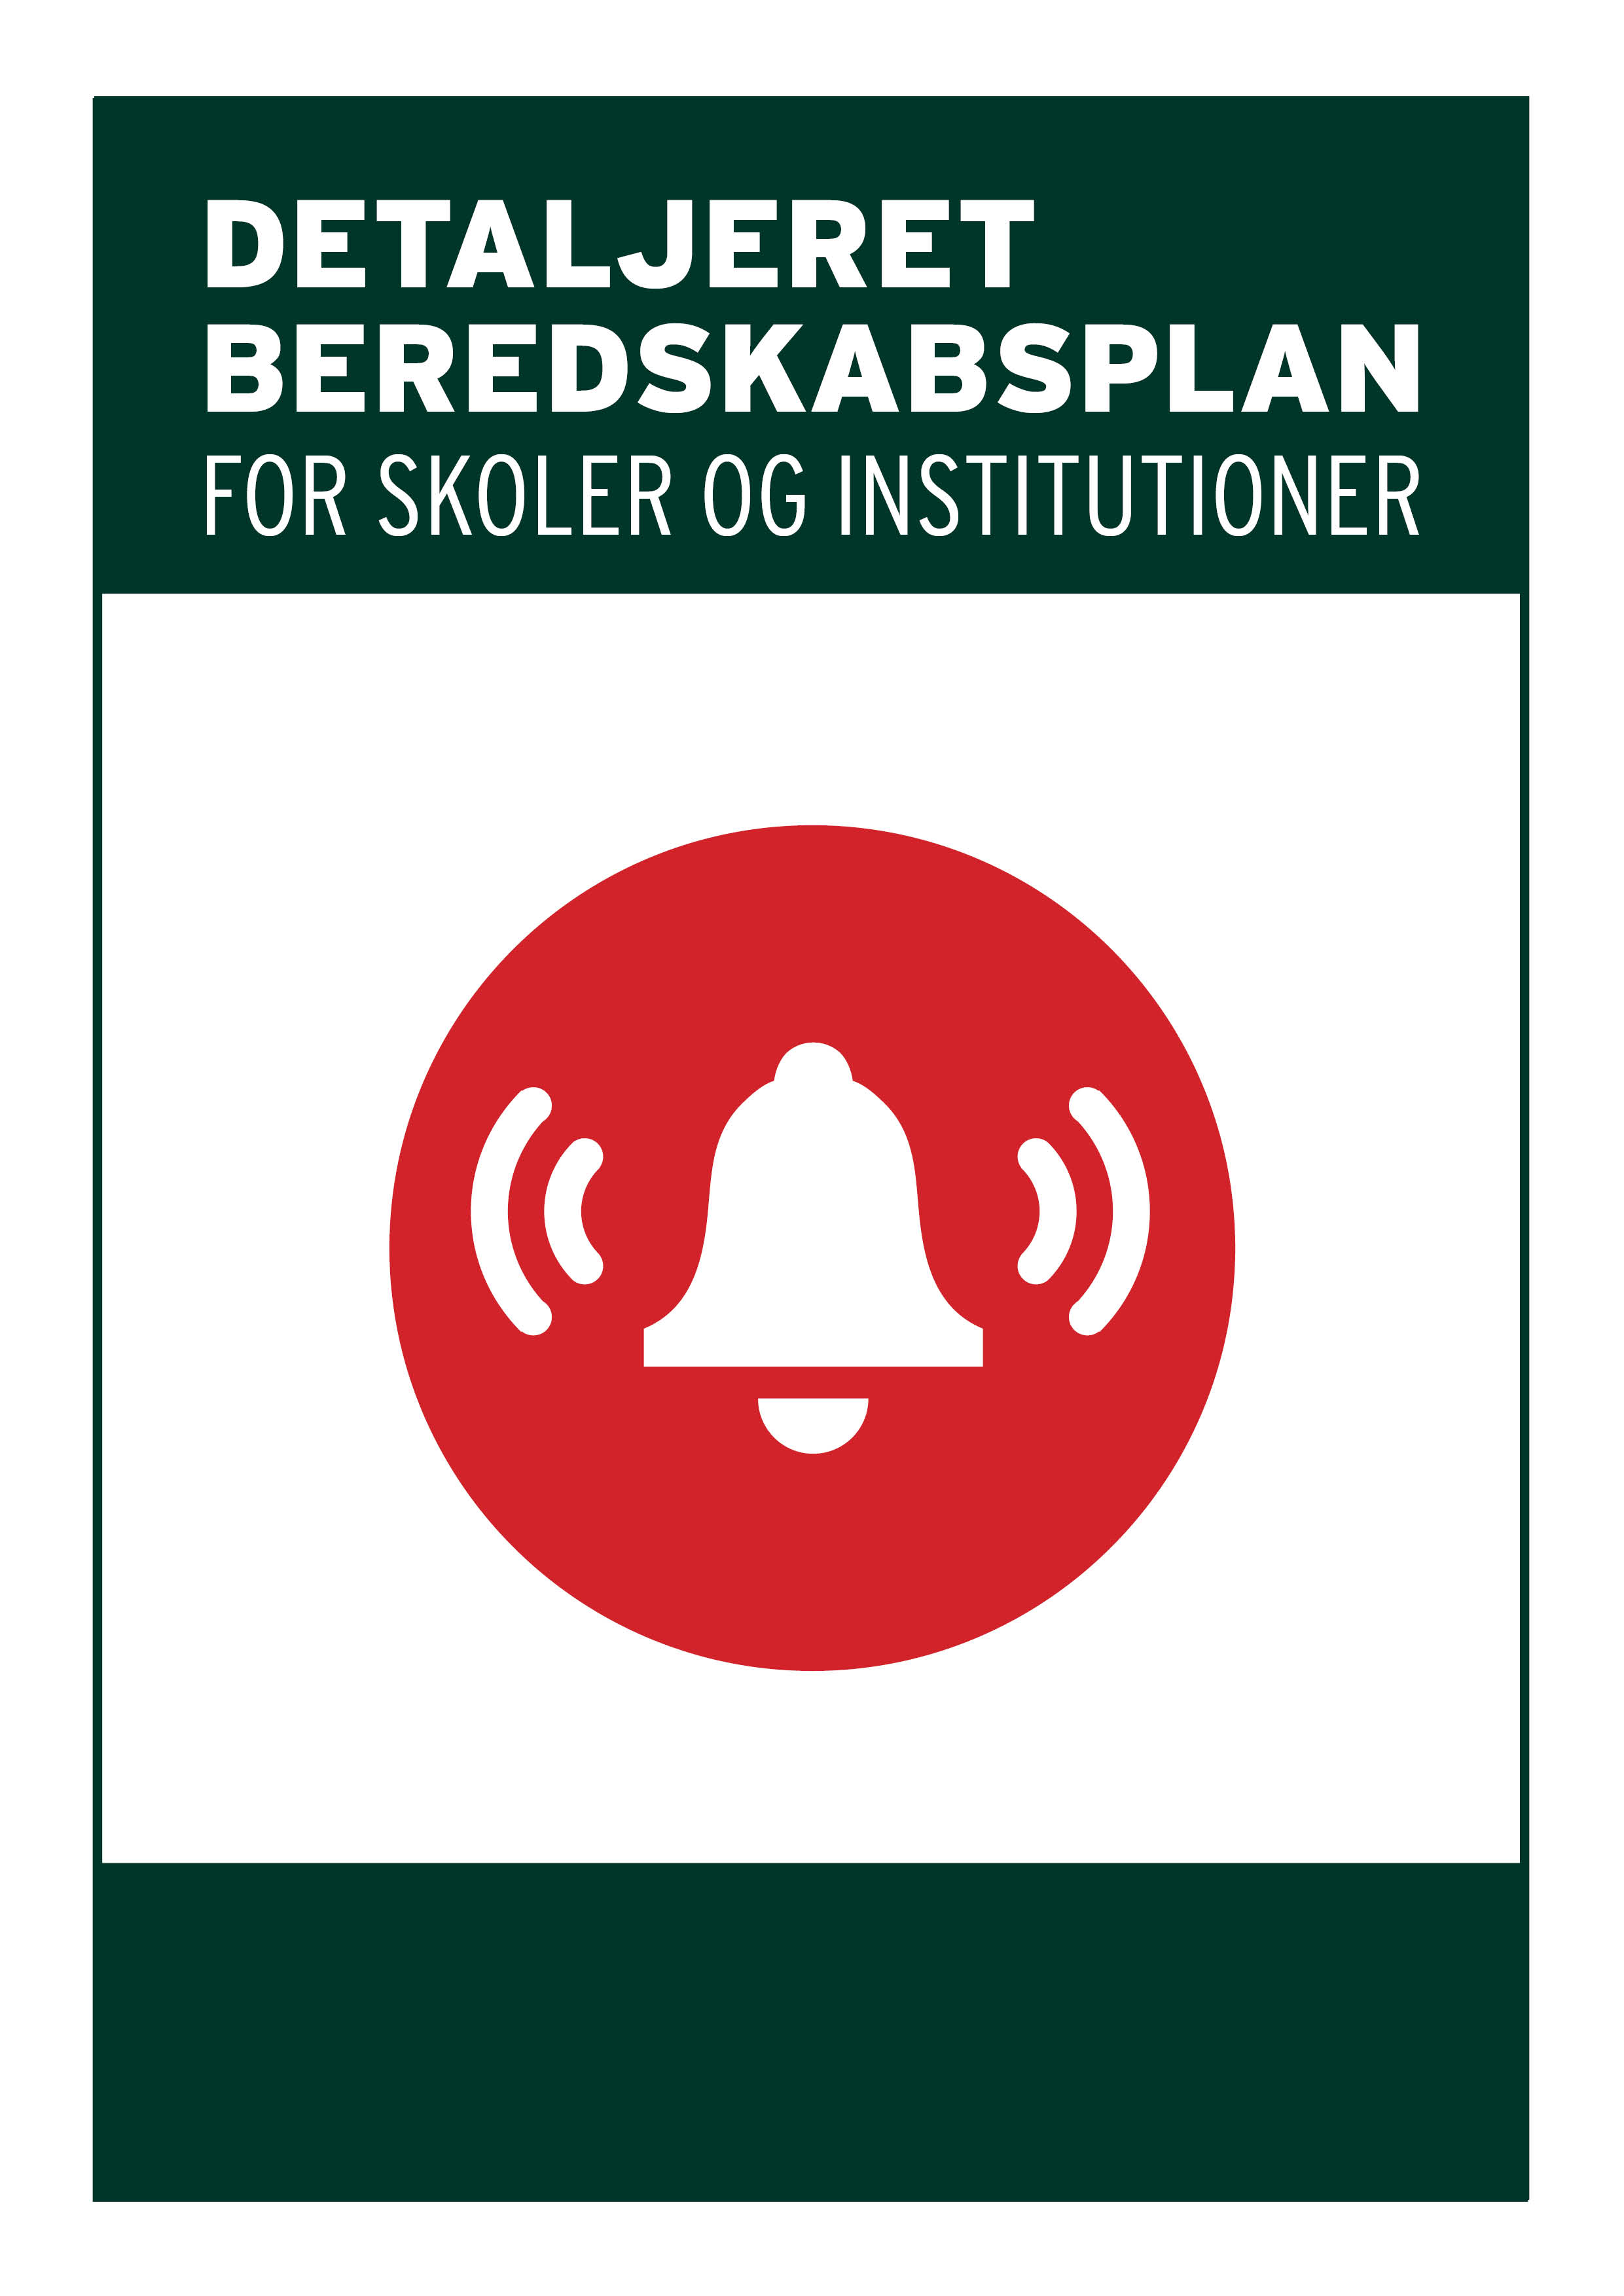 DETALJERET
BEREDSKABSPLAN
FOR SKOLER OG INSTITUTIONER